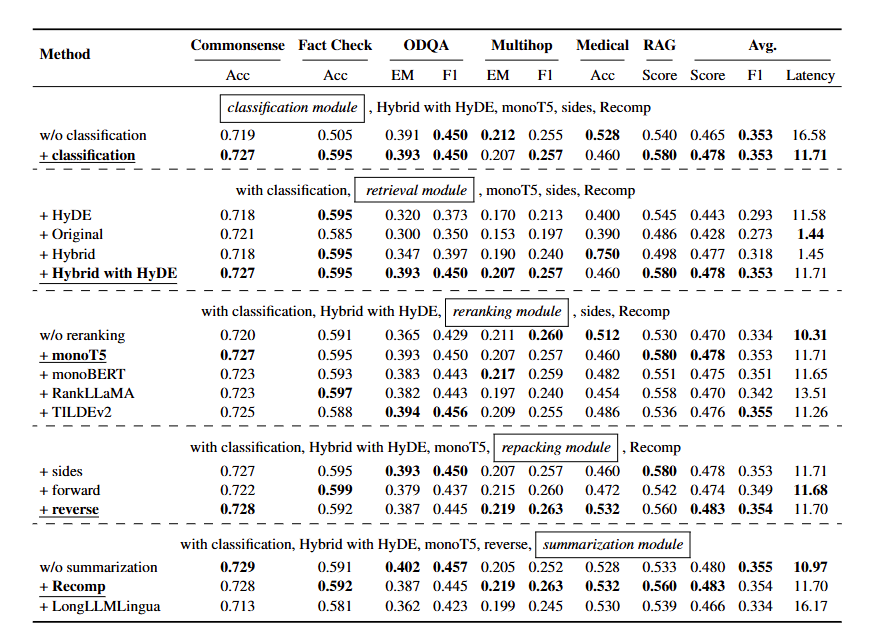 Method Commonsense Fact Check ODQA Multihop Medical RAG Avg.
Acc Acc EM F1 EM F1 Acc Score Score F1 Latency
classification module , Hybrid with HyDE, monoT5, sides, Recomp
w/o classification 0.719 0.505 0.391 0.450 0.212 0.255 0.528 0.540 0.465 0.353 16.58
+ classification 0.727 0.595 0.393 0.450 0.207 0.257 0.460 0.580 0.478 0.353 11.71
with classification, retrieval module , monoT5, sides, Recomp
+ HyDE 0.718 0.595 0.320 0.373 0.170 0.213 0.400 0.545 0.443 0.293 11.58
+ Original 0.721 0.585 0.300 0.350 0.153 0.197 0.390 0.486 0.428 0.273 1.44
+ Hybrid 0.718 0.595 0.347 0.397 0.190 0.240 0.750 0.498 0.477 0.318 1.45
+ Hybrid with HyDE 0.727 0.595 0.393 0.450 0.207 0.257 0.460 0.580 0.478 0.353 11.71
with classification, Hybrid with HyDE, reranking module , sides, Recomp
w/o reranking 0.720 0.591 0.365 0.429 0.211 0.260 0.512 0.530 0.470 0.334 10.31
+ monoT5 0.727 0.595 0.393 0.450 0.207 0.257 0.460 0.580 0.478 0.353 11.71
+ monoBERT 0.723 0.593 0.383 0.443 0.217 0.259 0.482 0.551 0.475 0.351 11.65
+ RankLLaMA 0.723 0.597 0.382 0.443 0.197 0.240 0.454 0.558 0.470 0.342 13.51
+ TILDEv2 0.725 0.588 0.394 0.456 0.209 0.255 0.486 0.536 0.476 0.355 11.26
with classification, Hybrid with HyDE, monoT5, repacking module , Recomp
+ sides 0.727 0.595 0.393 0.450 0.207 0.257 0.460 0.580 0.478 0.353 11.71
+ forward 0.722 0.599 0.379 0.437 0.215 0.260 0.472 0.542 0.474 0.349 11.68
+ reverse 0.728 0.592 0.387 0.445 0.219 0.263 0.532 0.560 0.483 0.354 11.70
with classification, Hybrid with HyDE, monoT5, reverse, summarization module
w/o summarization 0.729 0.591 0.402 0.457 0.205 0.252 0.528 0.533 0.480 0.355 10.97
+ Recomp 0.728 0.592 0.387 0.445 0.219 0.263 0.532 0.560 0.483 0.354 11.70
+ LongLLMLingua 0.713 0.581 0.362 0.423 0.199 0.245 0.530 0.539 0.466 0.334 16.17